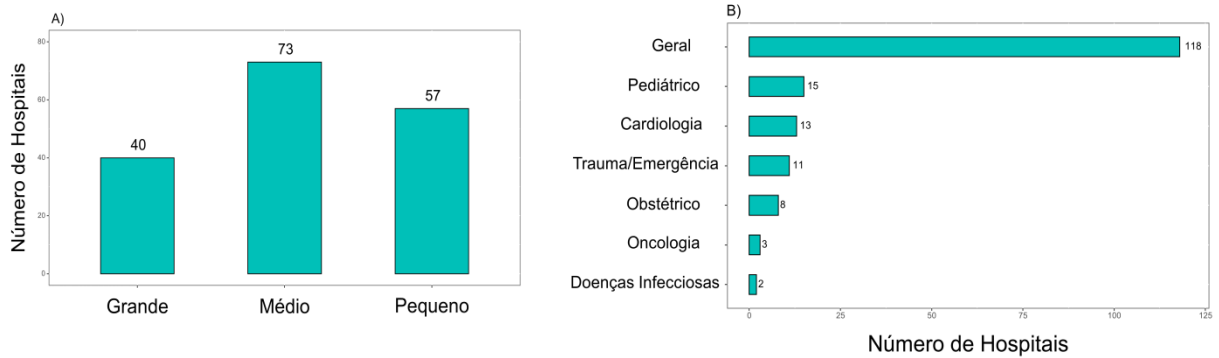 A)
Número de Hospitais
80
60
40
20
0
40
73
57
Grande
Médio
Pequeno
B)
Geral
118
Pediátrico
15
Cardiologia
13
Trauma/Emergência
11
Obstétrico
8
Oncologia
3
Doenças Infecciosas
2
0
25
50
75
100
125
Número de Hospitais